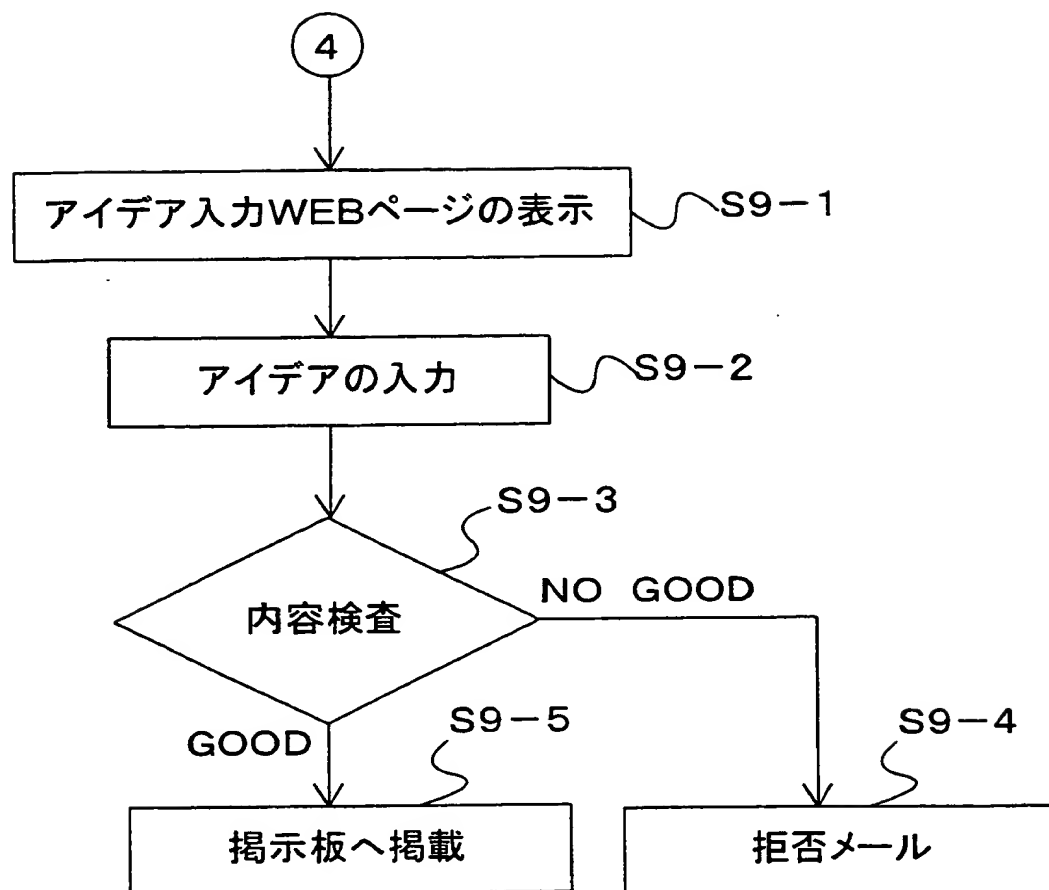 4
アイデア入力WEBページの表示
S9-1
アイデアの入力
S9-2
S9-3
内容検査
NO GOOD
GOOD
S9-5
S9-4
掲示板へ掲載
拒否メール